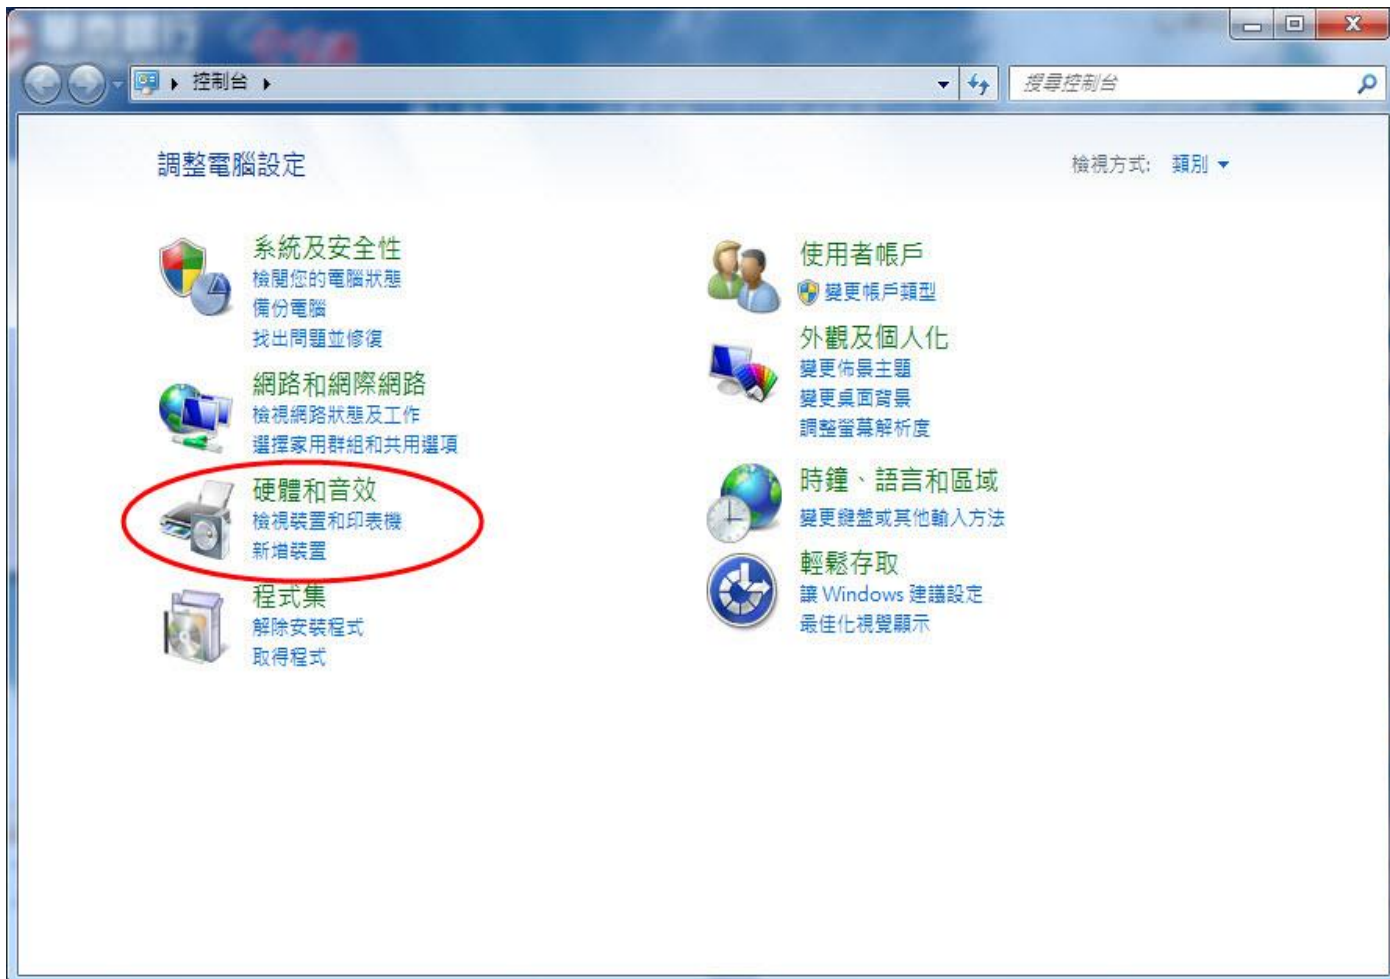 控制台
搜尋控制台
調整電腦設定
檢視方式: 類別
系統及安全性
檢閱您的電腦狀態
備份電腦
找出問題並修復
網路和網際網路
檢視網路狀態及工作
選擇家用群組和共用選項
硬體和音效
檢視裝置和印表機
新增裝置
程式集
解除安裝程式
取得程式
使用者帳戶
變更帳戶類型
外觀及個人化
變更佈景主題
變更桌面背景
調整螢幕解析度
時鐘、語言和區域
變更鍵盤或其他輸入方法
輕鬆存取
讓 Windows 建議設定
最佳化視覺顯示